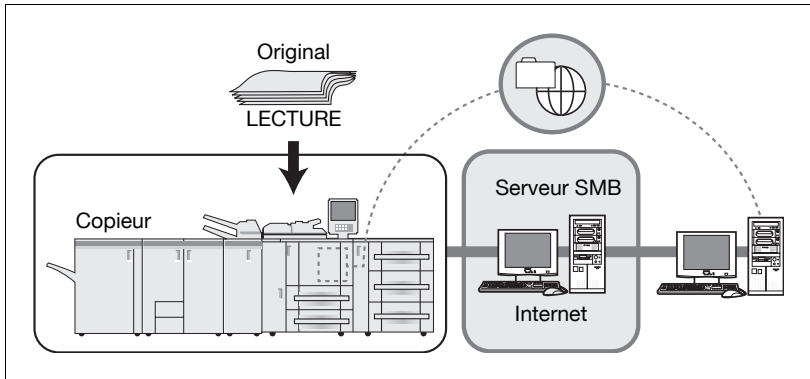 Original
LECTURE
Copieur
Serveur SMB
Internet